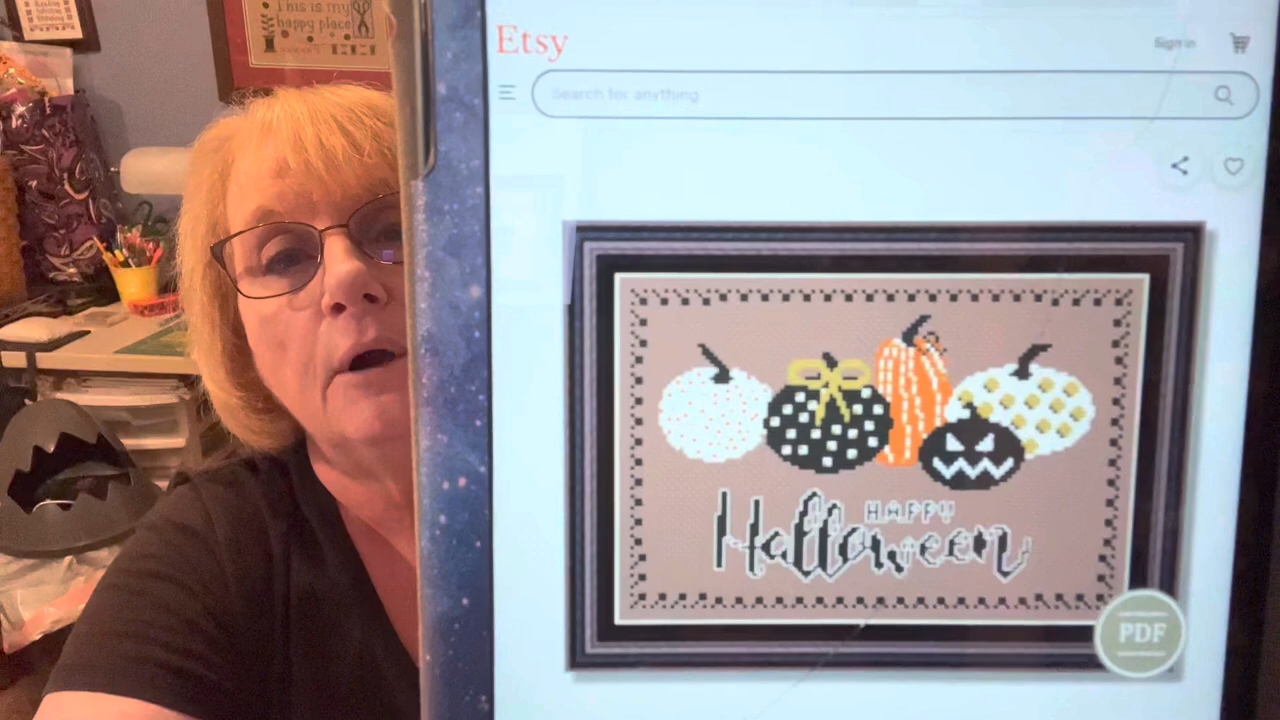 This is my
happy place
Etsy
Sign in
Search for anything
HAPPY
Halloween
PDF